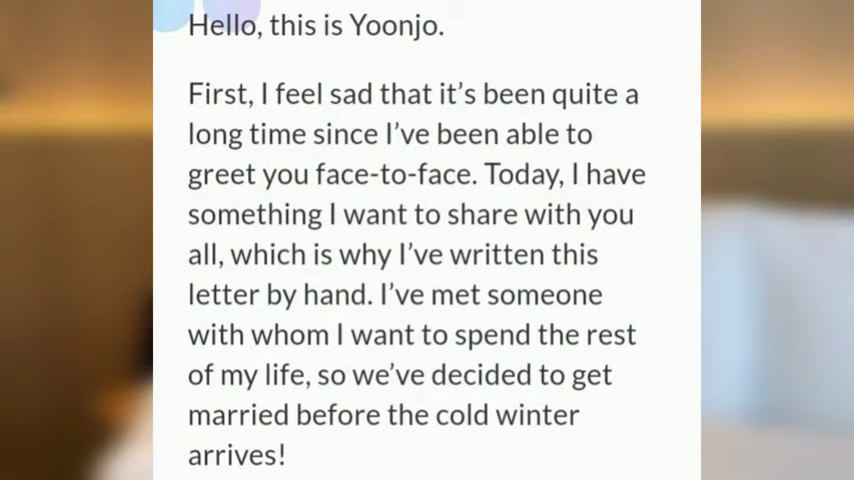 Hello, this is Yoonjo.
First, I feel sad that it’s been quite a
long time since I’ve been able to
greet you face-to-face. Today, I have
something I want to share with you
all, which is why I’ve written this
letter by hand. I’ve met someone
with whom I want to spend the rest
of my life, so we’ve decided to get
married before the cold winter
arrives!